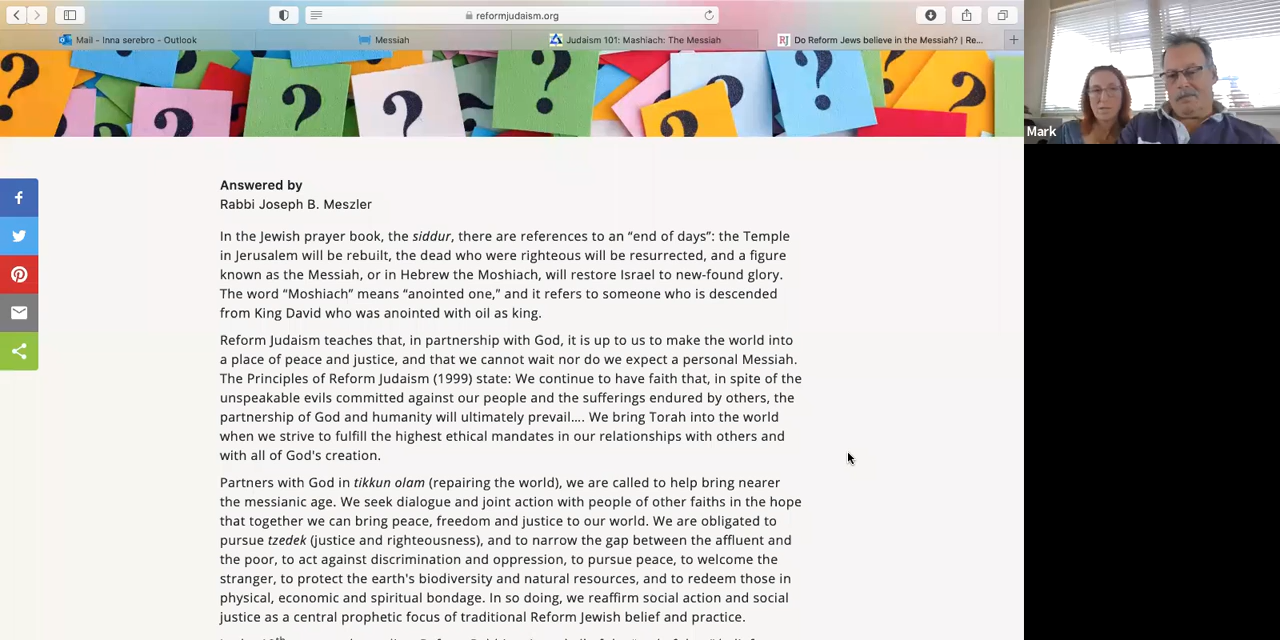 reformjudaism.org
Mail - Inna serebro - Outlook
Messiah
Judaism 101: Mashiach: The Messiah
Do Reform Jews believe in the Messiah? | Re...
? ? ? ? ? ? ? ?
Mark
Answered by
Rabbi Joseph B. Meszler
In the Jewish prayer book, the siddur, there are references to an “end of days”: the Temple
in Jerusalem will be rebuilt, the dead who were righteous will be resurrected, and a figure
known as the Messiah, or in Hebrew the Moshiach, will restore Israel to new-found glory.
The word “Moshiach” means “anointed one,” and it refers to someone who is descended
from King David who was anointed with oil as king.
Reform Judaism teaches that, in partnership with God, it is up to us to make the world into
a place of peace and justice, and that we cannot wait nor do we expect a personal Messiah.
The Principles of Reform Judaism (1999) state: We continue to have faith that, in spite of the
unspeakable evils committed against our people and the sufferings endured by others, the
partnership of God and humanity will ultimately prevail.... We bring Torah into the world
when we strive to fulfill the highest ethical mandates in our relationships with others and
with all of God's creation.
Partners with God in tikkun olam (repairing the world), we are called to help bring nearer
the messianic age. We seek dialogue and joint action with people of other faiths in the hope
that together we can bring peace, freedom and justice to our world. We are obligated to
pursue tzedek (justice and righteousness), and to narrow the gap between the affluent and
the poor, to act against discrimination and oppression, to pursue peace, to welcome the
stranger, to protect the earth's biodiversity and natural resources, and to redeem those in
physical, economic and spiritual bondage. In so doing, we reaffirm social action and social
justice as a central prophetic focus of traditional Reform Jewish belief and practice.